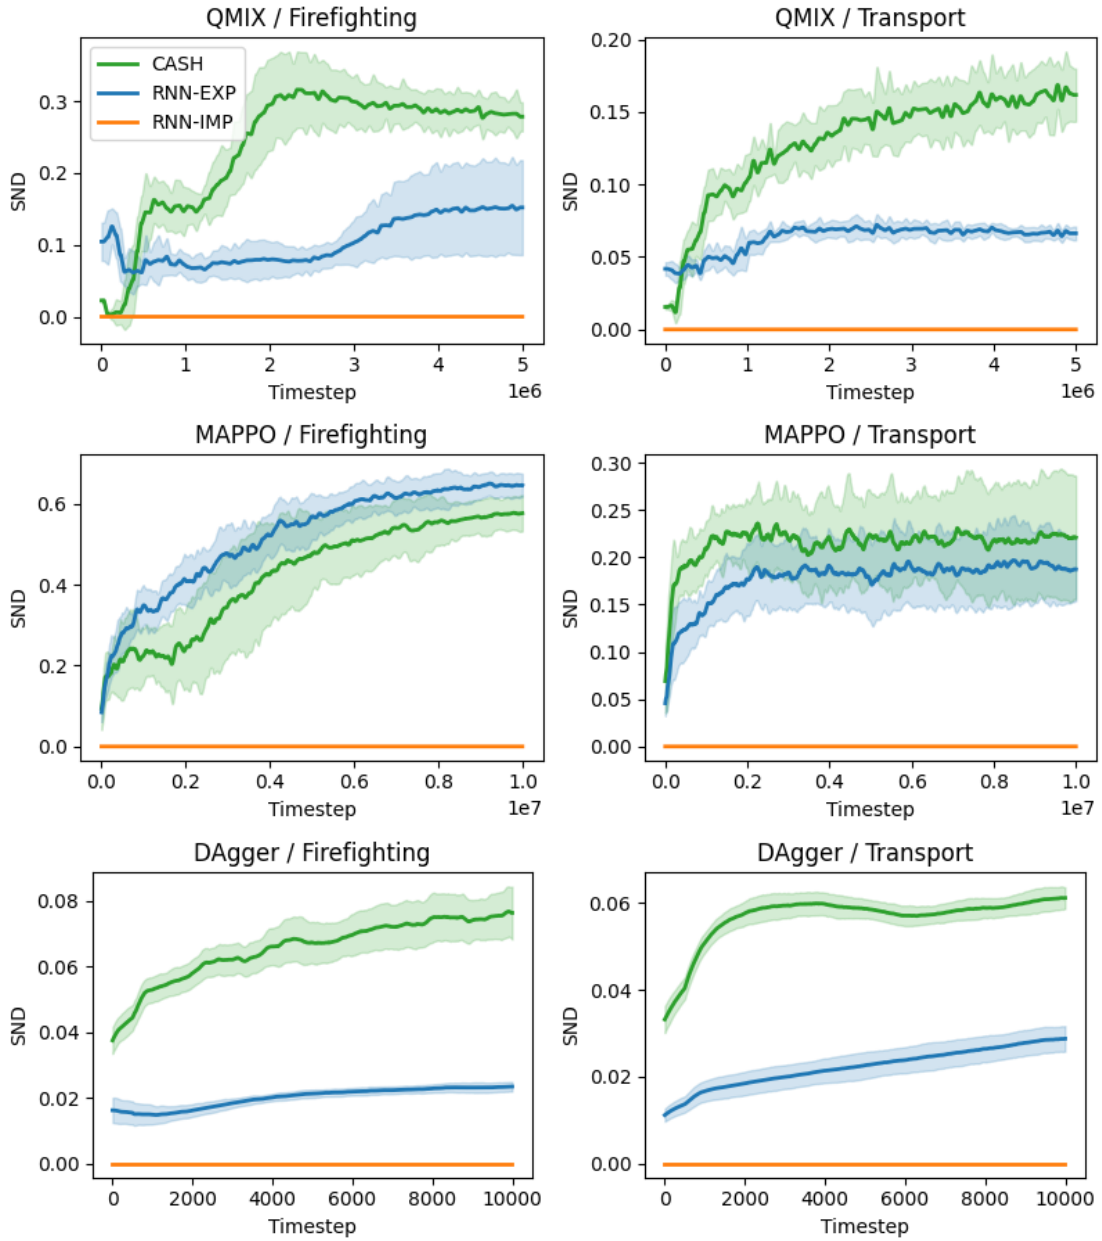 QMIX / Firefighting
CASH
RNN-EXP
RNN-IMP
SND
0.3
0.2
0.1
0.0
0 1 2 3 4 5
Timestep
1e6
QMIX / Transport
SND
0.20
0.15
0.10
0.05
0.00
0 1 2 3 4 5
Timestep
1e6
MAPPO / Firefighting
SND
0.6
0.4
0.2
0.0
0.0 0.2 0.4 0.6 0.8 1.0
Timestep
1e7
MAPPO / Transport
SND
0.30
0.25
0.20
0.15
0.10
0.05
0.00
0.0 0.2 0.4 0.6 0.8 1.0
Timestep
1e7
DAgger / Firefighting
SND
0.08
0.06
0.04
0.02
0.00
0 2000 4000 6000 8000 10000
Timestep
DAgger / Transport
SND
0.06
0.04
0.02
0.00
0 2000 4000 6000 8000 10000
Timestep